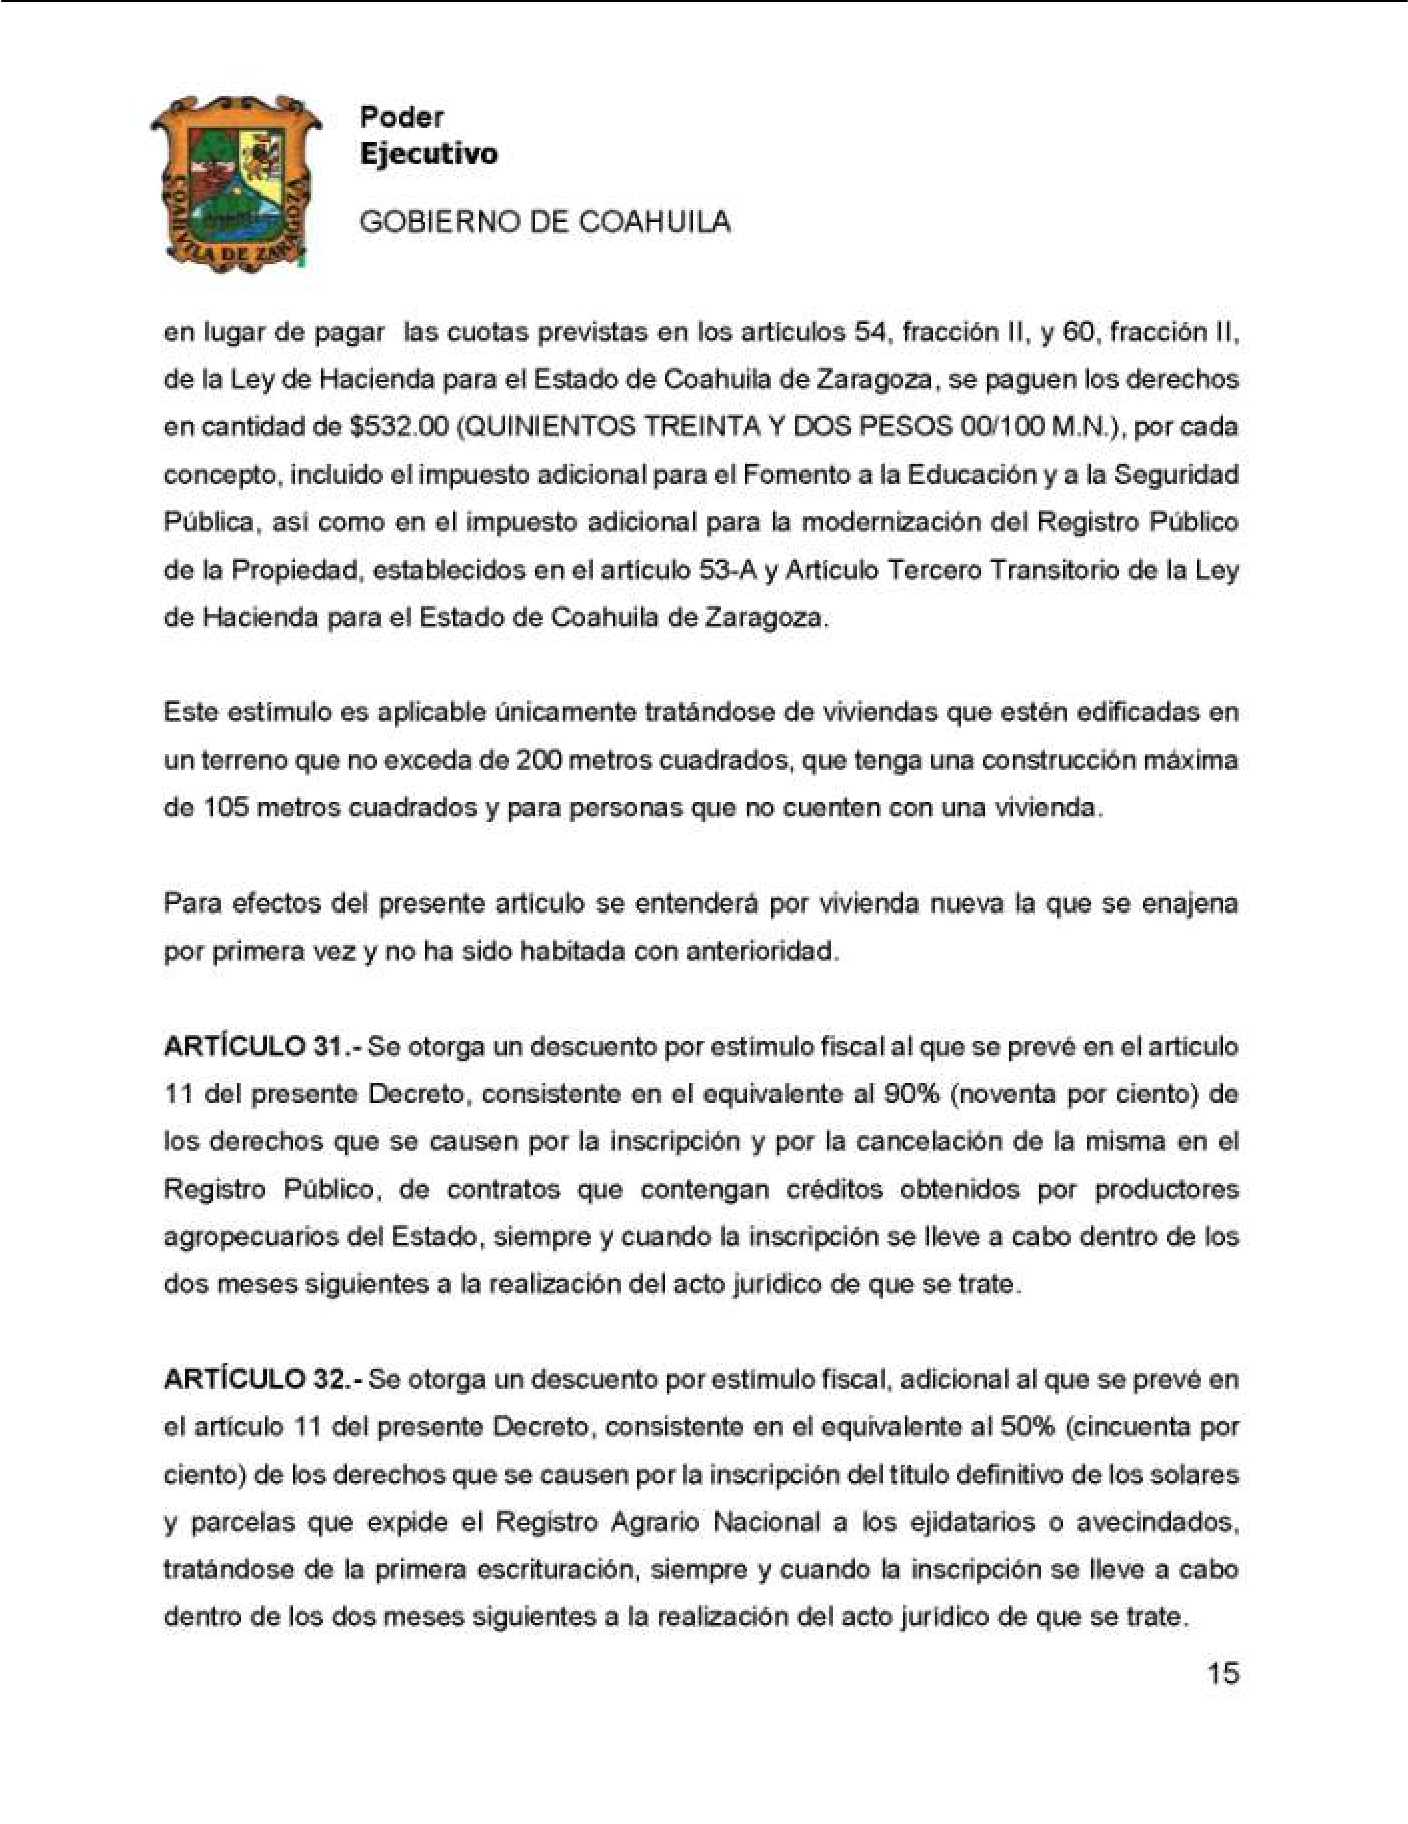 Poder
Ejecutivo
GOBIERNO DE COAHUILA
COAHVILA DE ZARAGOZA
en lugar de pagar las cuotas previstas en los artículos 54, fracción II, y 60, fracción II,
de la Ley de Hacienda para el Estado de Coahuila de Zaragoza, se paguen los derechos
en cantidad de $532.00 (QUINIENTOS TREINTA Y DOS PESOS 00/100 M.N.), por cada
concepto, incluido el impuesto adicional para el Fomento a la Educación y a la Seguridad
Pública, así como en el impuesto adicional para la modernización del Registro Público
de la Propiedad, establecidos en el artículo 53-A y Artículo Tercero Transitorio de la Ley
de Hacienda para el Estado de Coahuila de Zaragoza.
Este estímulo es aplicable únicamente tratándose de viviendas que estén edificadas en
un terreno que no exceda de 200 metros cuadrados, que tenga una construcción máxima
de 105 metros cuadrados y para personas que no cuenten con una vivienda.
Para efectos del presente artículo se entenderá por vivienda nueva la que se enajena
por primera vez y no ha sido habitada con anterioridad.
ARTÍCULO 31.- Se otorga un descuento por estímulo fiscal al que se prevé en el artículo
11 del presente Decreto, consistente en el equivalente al 90% (noventa por ciento) de
los derechos que se causen por la inscripción y por la cancelación de la misma en el
Registro Público, de contratos que contengan créditos obtenidos por productores
agropecuarios del Estado, siempre y cuando la inscripción se lleve a cabo dentro de los
dos meses siguientes a la realización del acto jurídico de que se trate.
ARTÍCULO 32.- Se otorga un descuento por estímulo fiscal, adicional al que se prevé en
el artículo 11 del presente Decreto, consistente en el equivalente al 50% (cincuenta por
ciento) de los derechos que se causen por la inscripción del título definitivo de los solares
y parcelas que expide el Registro Agrario Nacional a los ejidatarios o avecindados,
tratándose de la primera escrituración, siempre y cuando la inscripción se lleve a cabo
dentro de los dos meses siguientes a la realización del acto jurídico de que se trate.
15